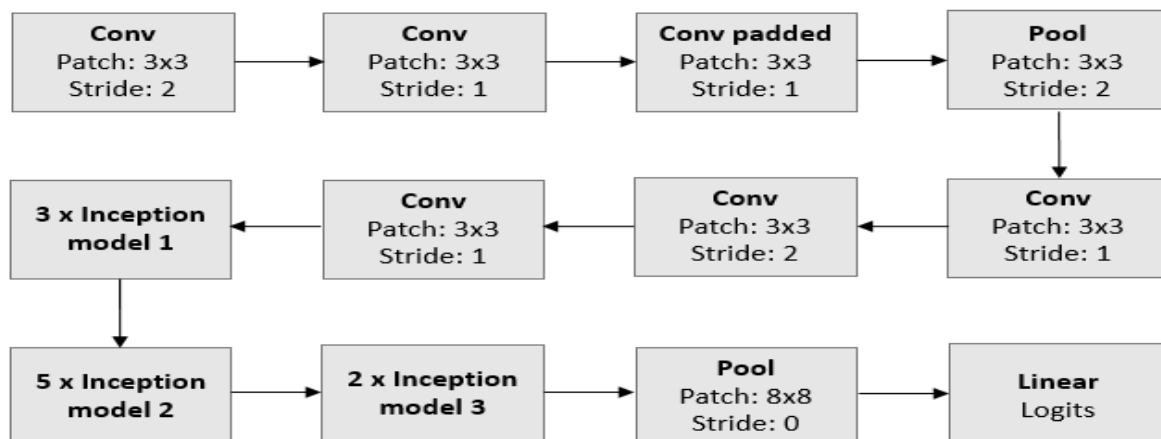 Conv
Patch: 3x3
Stride: 2
Conv
Patch: 3x3
Stride: 1
Conv padded
Patch: 3x3
Stride: 1
Pool
Patch: 3x3
Stride: 2
Conv
Patch: 3x3
Stride: 1
Conv
Patch: 3x3
Stride: 2
Conv
Patch: 3x3
Stride: 1
3 x Inception
model 1
5 x Inception
model 2
2 x Inception
model 3
Pool
Patch: 8x8
Stride: 0
Linear
Logits